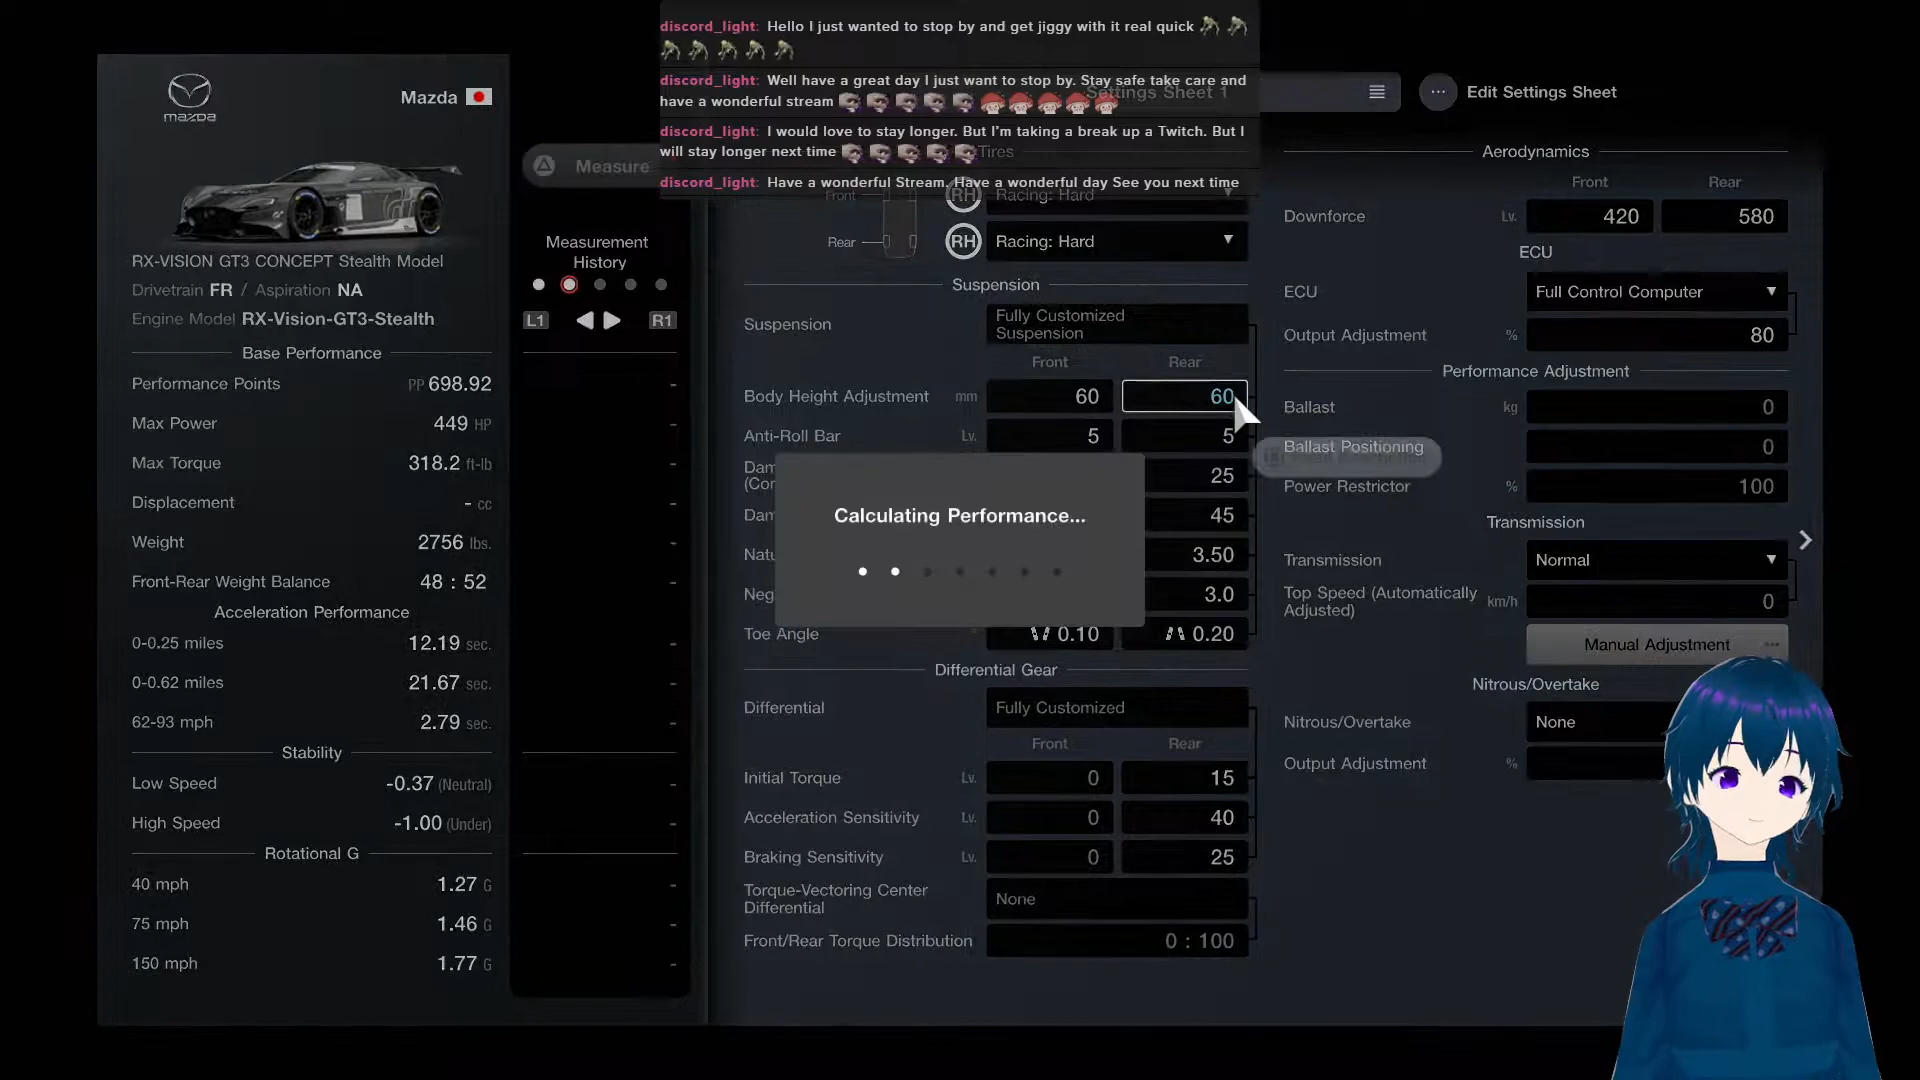 discord_light: Hello I just wanted to stop by and get jiggy with it real quick
discord_light: Well have a great day I just want to stop by. Stay safe take care and
have a wonderful stream
discord_light: I would love to stay longer. But I'm taking a break up a Twitch. But I
will stay longer next time
discord_light: Have a wonderful Stream. Have a wonderful day See you next time
mazda
Mazda
RX-VISION GT3 CONCEPT Stealth Model
Drivetrain FR / Aspiration NA
Engine Model RX-Vision-GT3-Stealth
Base Performance
Performance Points PP 698.92
Max Power 449 HP
Max Torque 318.2 ft-lb
Displacement - cc
Weight 2756 lbs.
Front-Rear Weight Balance 48 : 52
Acceleration Performance
0-0.25 miles 12.19 sec.
0-0.62 miles 21.67 sec.
62-93 mph 2.79 sec.
Stability
Low Speed -0.37 (Neutral)
High Speed -1.00 (Under)
Rotational G
40 mph 1.27 G
75 mph 1.46 G
150 mph 1.77 G
Measure
Measurement
History
L1 R1
-
-
-
-
-
-
-
-
-
-
-
-
-
-
Settings Sheet 1
Edit Settings Sheet
Tires
Front RH Racing: Hard
Rear RH Racing: Hard
Suspension
Suspension Fully Customized
Suspension
Front Rear
Body Height Adjustment mm 60 60
Anti-Roll Bar Lv. 5 5
Dam
(Con 25
Dam 45
Natu 3.50
Neg 3.0
Toe Angle 0.10 0.20
Calculating Performance...
Differential Gear
Differential Fully Customized
Front Rear
Initial Torque Lv. 0 15
Acceleration Sensitivity Lv. 0 40
Braking Sensitivity Lv. 0 25
Torque-Vectoring Center
Differential None
Front/Rear Torque Distribution 0 : 100
Aerodynamics
Front Rear
Downforce Lv. 420 580
ECU
ECU Full Control Computer
Output Adjustment % 80
Performance Adjustment
Ballast kg 0
Ballast Positioning 0
Power Restrictor % 100
Transmission
Transmission Normal
Top Speed (Automatically
Adjusted) km/h 0
Manual Adjustment
Nitrous/Overtake
Nitrous/Overtake None
Output Adjustment %